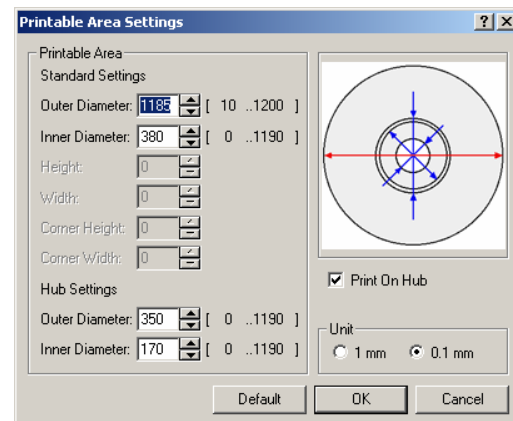 Printable Area Settings
Printable Area
Standard Settings
Outer Diameter: 1185 [ 10 ..1200 ]
Inner Diameter: 380 [ 0 ..1190 ]
Height: 0
Width: 0
Corner Height: 0
Corner Width: 0
Hub Settings
Outer Diameter: 350 [ 0 ..1190 ]
Inner Diameter: 170 [ 0 ..1190 ]
Print On Hub
Unit
1 mm 0.1 mm
Default OK Cancel